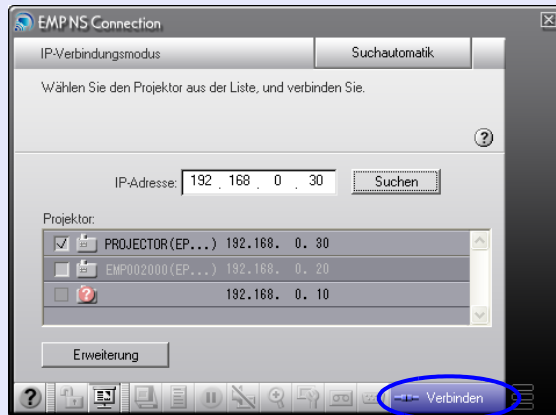 EMP NS Connection
IP-Verbindungsmodus
Suchautomatik
Wählen Sie den Projektor aus der Liste, und verbinden Sie.
IP-Adresse: 192 . 168 . 0 . 30
Suchen
Projektor:
PROJECTOR(EP...) 192.168. 0. 30
EMP002000(EP...) 192.168. 0. 20
192.168. 0. 10
Erweiterung
Verbinden